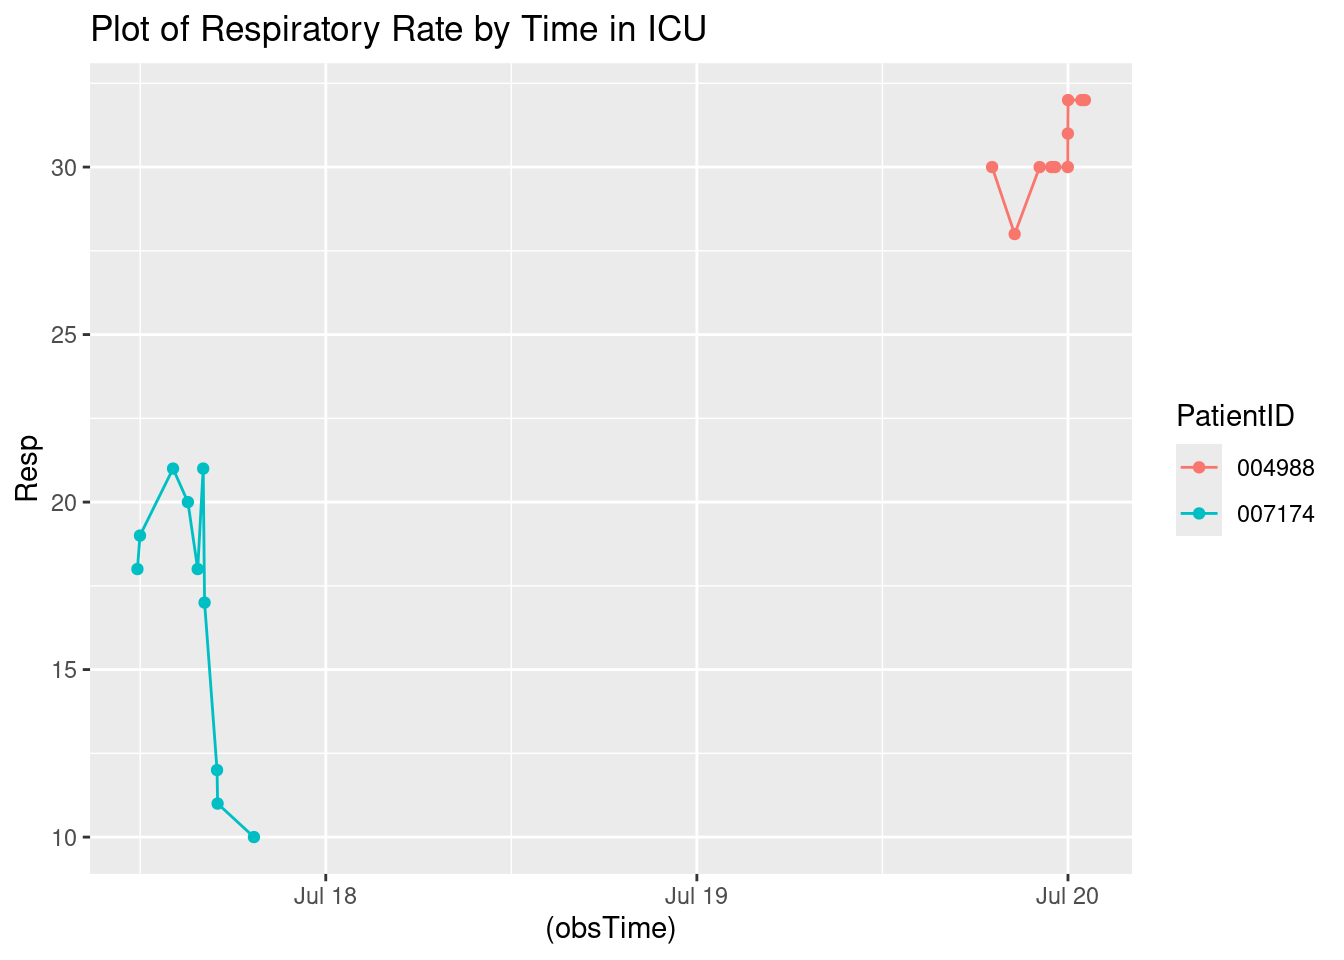 Plot of Respiratory Rate by Time in ICU
30
25
20
15
10
Resp
Jul 18
Jul 19
Jul 20
(obsTime)
PatientID
004988
007174